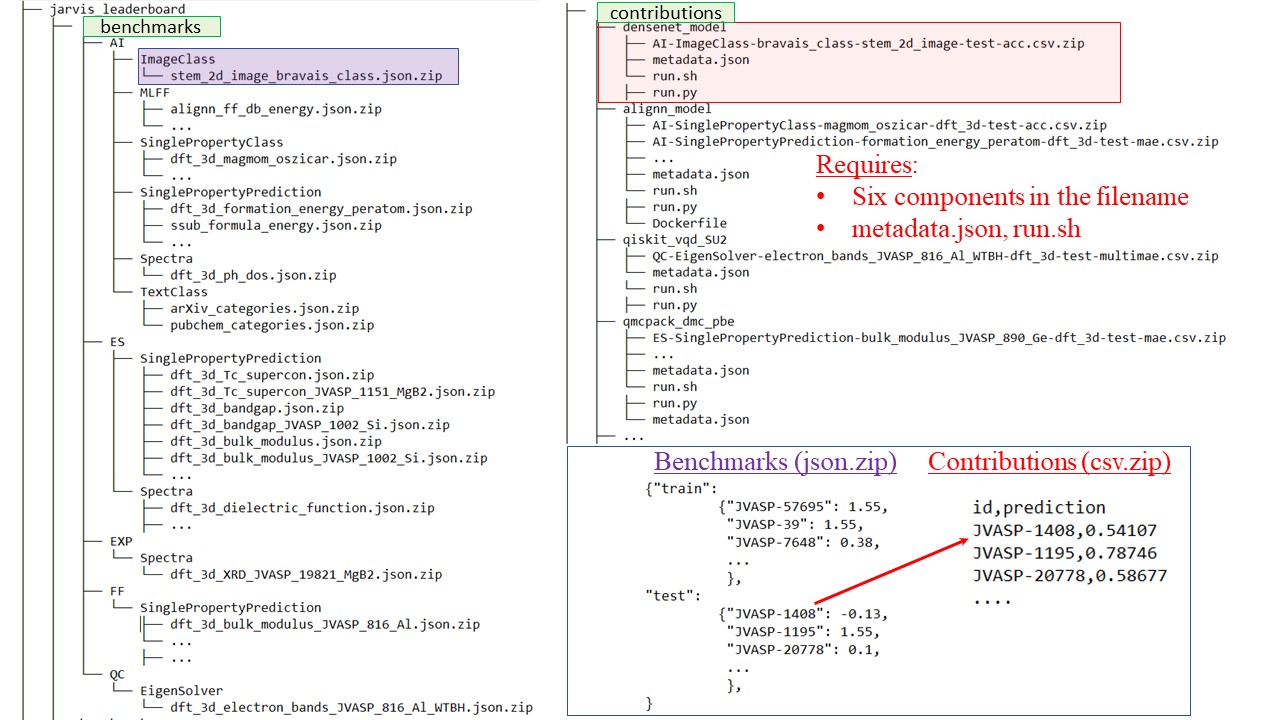 jarvis_leaderboard
benchmarks
AI
ImageClass
stem_2d_image_bravais_class.json.zip
MLFF
alignn_ff_db_energy.json.zip
...
SinglePropertyClass
dft_3d_magmom_oszicar.json.zip
...
SinglePropertyPrediction
dft_3d_formation_energy_peratom.json.zip
ssub_formula_energy.json.zip
...
Spectra
dft_3d_ph_dos.json.zip
TextClass
arXiv_categories.json.zip
pubchem_categories.json.zip
ES
SinglePropertyPrediction
dft_3d_Tc_supercon.json.zip
dft_3d_Tc_supercon_JVASP_1151_MgB2.json.zip
dft_3d_bandgap.json.zip
dft_3d_bandgap_JVASP_1002_Si.json.zip
dft_3d_bulk_modulus.json.zip
dft_3d_bulk_modulus_JVASP_1002_Si.json.zip
...
Spectra
dft_3d_dielectric_function.json.zip
...
EXP
Spectra
dft_3d_XRD_JVASP_19821_MgB2.json.zip
FF
SinglePropertyPrediction
dft_3d_bulk_modulus_JVASP_816_Al.json.zip
...
...
QC
EigenSolver
dft_3d_electron_bands_JVASP_816_Al_WTBH.json.zip
contributions
densenet_model
AI-ImageClass-bravais_class-stem_2d_image-test-acc.csv.zip
metadata.json
run.sh
run.py
alignn_model
AI-SinglePropertyClass-magmom_oszicar-dft_3d-test-acc.csv.zip
AI-SinglePropertyPrediction-formation_energy_peratom-dft_3d-test-mae.csv.zip
...
metadata.json
run.sh
run.py
Dockerfile
Requires:
• Six components in the filename
• metadata.json, run.sh
qiskit_vqd_SU2
QC-EigenSolver-electron_bands_JVASP_816_Al_WTBH-dft_3d-test-multimae.csv.zip
metadata.json
run.sh
run.py
qmcpack_dmc_pbe
ES-SinglePropertyPrediction-bulk_modulus_JVASP_890_Ge-dft_3d-test-mae.csv.zip
...
metadata.json
run.sh
run.py
metadata.json
...
Benchmarks (json.zip)
{"train":
{"JVASP-57695": 1.55,
"JVASP-39": 1.55,
"JVASP-7648": 0.38,
...
},
"test":
{"JVASP-1408": -0.13,
"JVASP-1195": 1.55,
"JVASP-20778": 0.1,
...
},
}
Contributions (csv.zip)
id,prediction
JVASP-1408,0.54107
JVASP-1195,0.78746
JVASP-20778,0.58677
....